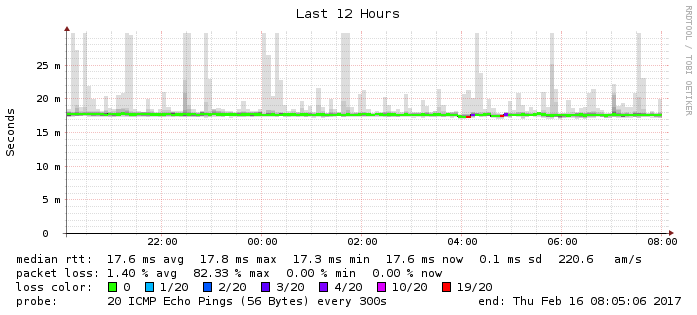 Last 12 Hours
RRDTOOL / TOBI OETIKER
Seconds
25 m
20 m
15 m
10 m
5 m
0
22:00 00:00 02:00 04:00 06:00 08:00
median rtt: 17.6 ms avg 17.8 ms max 17.3 ms min 17.6 ms now 0.1 ms sd 220.6 am/s
packet loss: 1.40 % avg 82.33 % max 0.00 % min 0.00 % now
loss color: 0 1/20 2/20 3/20 4/20 10/20 19/20
probe: 20 ICMP Echo Pings (56 Bytes) every 300s end: Thu Feb 16 08:05:06 2017